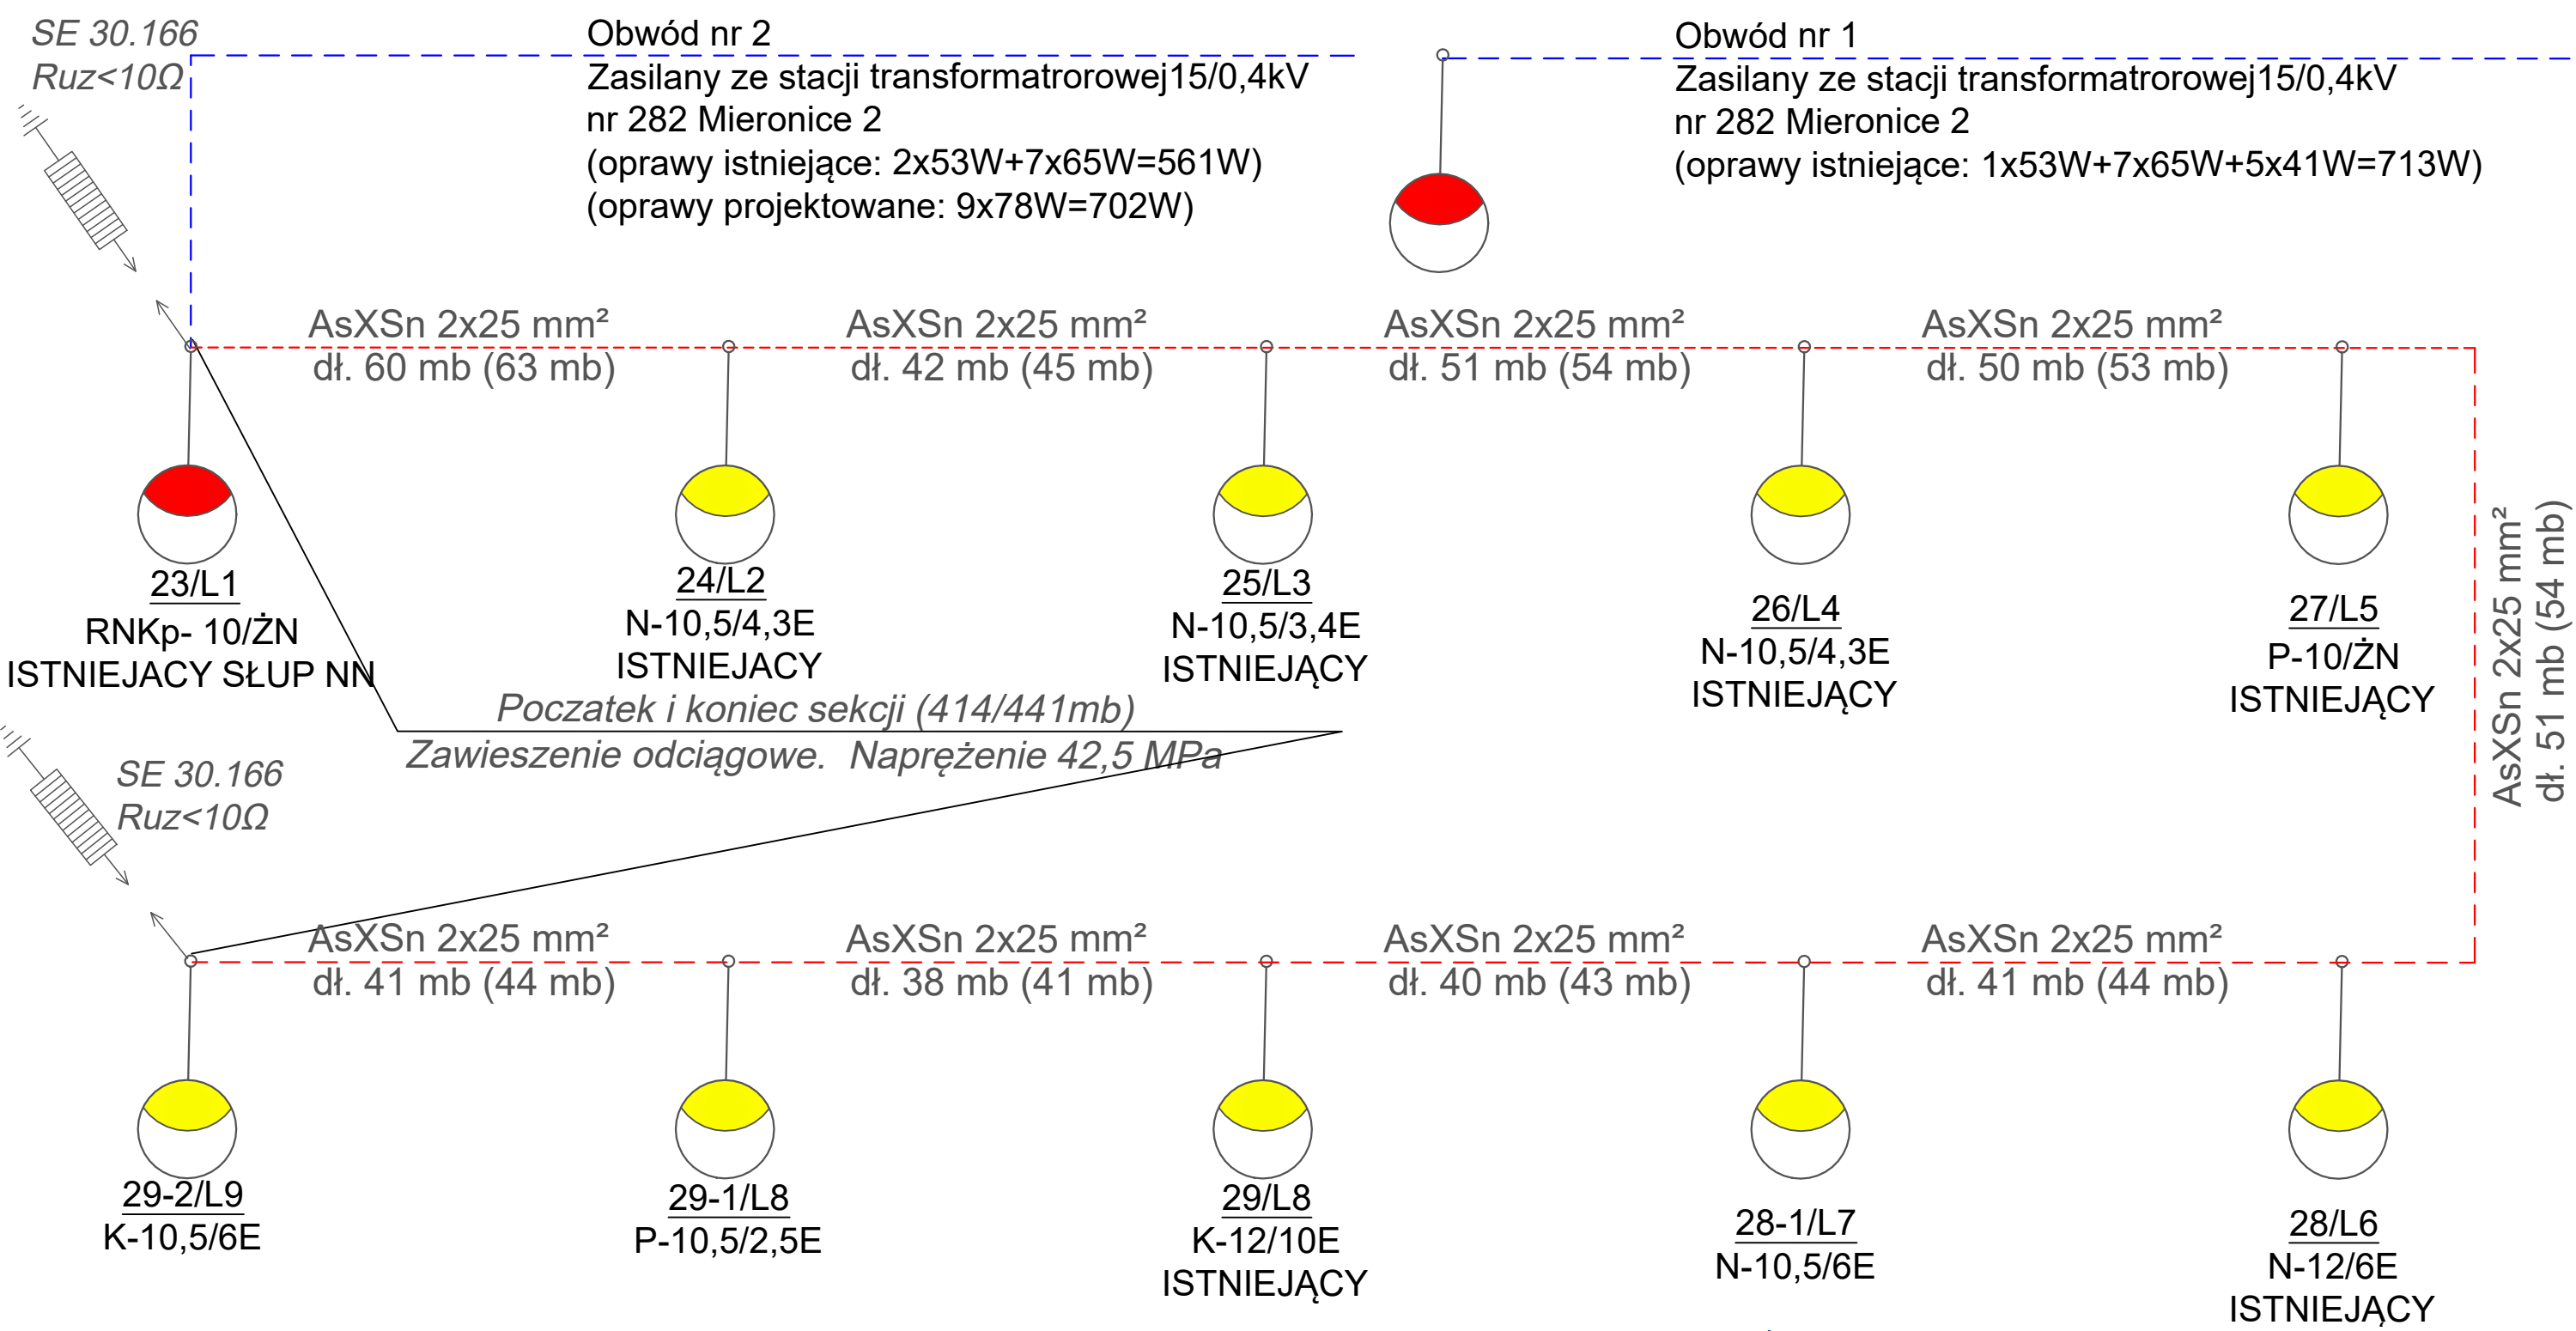 SE 30.166
Ruz<10Ω
Obwód nr 2
Zasilany ze stacji transformatrorowej15/0,4kV
nr 282 Mieronice 2
(oprawy istniejące: 2x53W+7x65W=561W)
(oprawy projektowane: 9x78W=702W)
Obwód nr 1
Zasilany ze stacji transformatrorowej15/0,4kV
nr 282 Mieronice 2
(oprawy istniejące: 1x53W+7x65W+5x41W=713W)
AsXSn 2x25 mm²
dł. 60 mb (63 mb)
AsXSn 2x25 mm²
dł. 42 mb (45 mb)
AsXSn 2x25 mm²
dł. 51 mb (54 mb)
AsXSn 2x25 mm²
dł. 50 mb (53 mb)
AsXSn 2x25 mm²
dł. 51 mb (54 mb)
23/L1
RNKp- 10/ŻN
ISTNIEJACY SŁUP NN
24/L2
N-10,5/4,3E
ISTNIEJACY
25/L3
N-10,5/3,4E
ISTNIEJĄCY
26/L4
N-10,5/4,3E
ISTNIEJĄCY
27/L5
P-10/ŻN
ISTNIEJĄCY
Poczatek i koniec sekcji (414/441mb)
Zawieszenie odciągowe. Naprężenie 42,5 MPa
SE 30.166
Ruz<10Ω
AsXSn 2x25 mm²
dł. 41 mb (44 mb)
AsXSn 2x25 mm²
dł. 38 mb (41 mb)
AsXSn 2x25 mm²
dł. 40 mb (43 mb)
AsXSn 2x25 mm²
dł. 41 mb (44 mb)
29-2/L9
K-10,5/6E
29-1/L8
P-10,5/2,5E
29/L8
K-12/10E
ISTNIEJĄCY
28-1/L7
N-10,5/6E
28/L6
N-12/6E
ISTNIEJĄCY